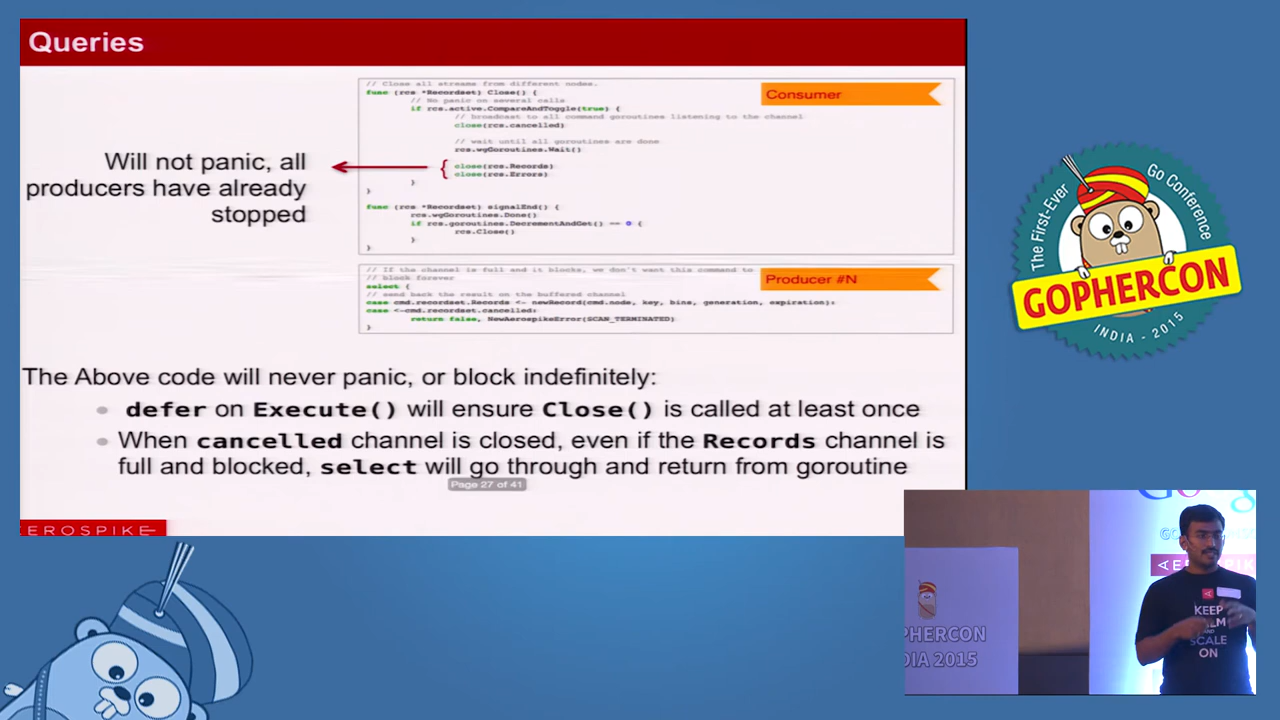 Queries
// Close all streams from different nodes.
func (rcs *Recordset) Close() {
// No panic on several calls
if rcs.active.CompareAndToggle(true) {
// broadcast to all command goroutines listening to the channel
close(rcs.cancelled)
// wait until all goroutines are done
rcs.wgGoroutines.Wait()
{ close(rcs.Records)
close(rcs.Errors)
}
}
func (rcs *Recordset) signalEnd() {
rcs.wgGoroutines.Done()
if rcs.goroutines.DecrementAndGet() == 0 {
rcs.Close()
}
}
Consumer
Will not panic, all
producers have already
stopped
// If the channel is full and it blocks, we don't want this command to
// block forever
select {
// send back the result on the buffered channel
case cmd.recordset.Records <- newRecord(cmd.node, key, bins, generation, expiration):
case <-cmd.recordset.cancelled:
return false, NewAerospikeError(SCAN_TERMINATED)
}
Producer #N
The Above code will never panic, or block indefinitely:
defer on Execute() will ensure Close() is called at least once
When cancelled channel is closed, even if the Records channel is
full and blocked, select will go through and return from goroutine
Page 27 of 41
EROSPIKE
The First-Ever
Go Conference
GOPHERCON
INDIA - 2015
PHERCON
DIA 2015
KEEP
AND
SCALE
ON